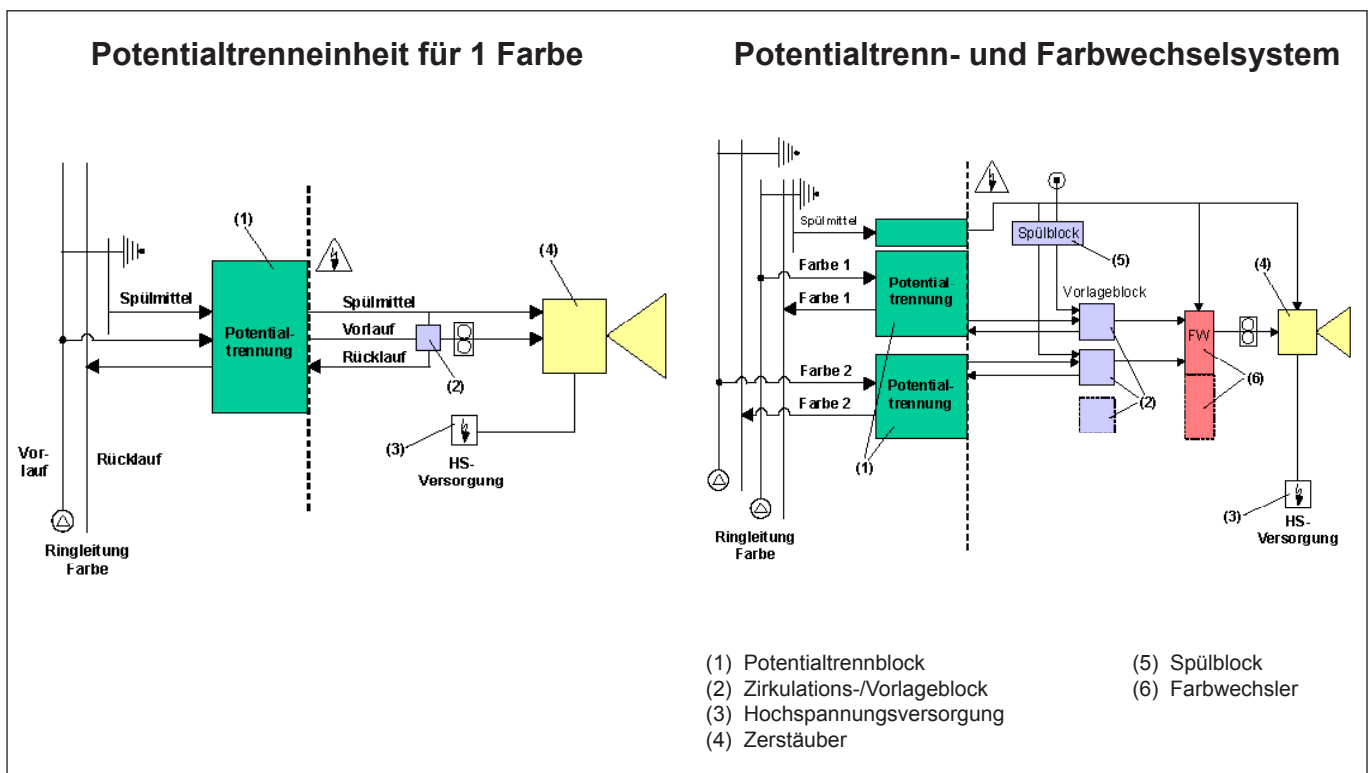 Potentialtrenneinheit für 1 Farbe
(1)
(4)
Spülmittel
Spülmittel
Potential-
trennung
Vorlauf
Rücklauf
(2)
(3)
HS-
Versorgung
Vor-
lauf
Rücklauf
Ringleitung
Farbe
Potentialtrenn- und Farbwechselsystem
Spülmittel
Spülblock
(5)
(4)
Farbe 1
Farbe 1
Potential-
trennung
Vorlageblock
FW
Farbe 2
Farbe 2
Potential-
trennung
(2)
(6)
(1)
(3)
HS-
Versorgung
Ringleitung
Farbe
(1) Potentialtrennblock
(2) Zirkulations-/Vorlageblock
(3) Hochspannungsversorgung
(4) Zerstäuber
(5) Spülblock
(6) Farbwechsler